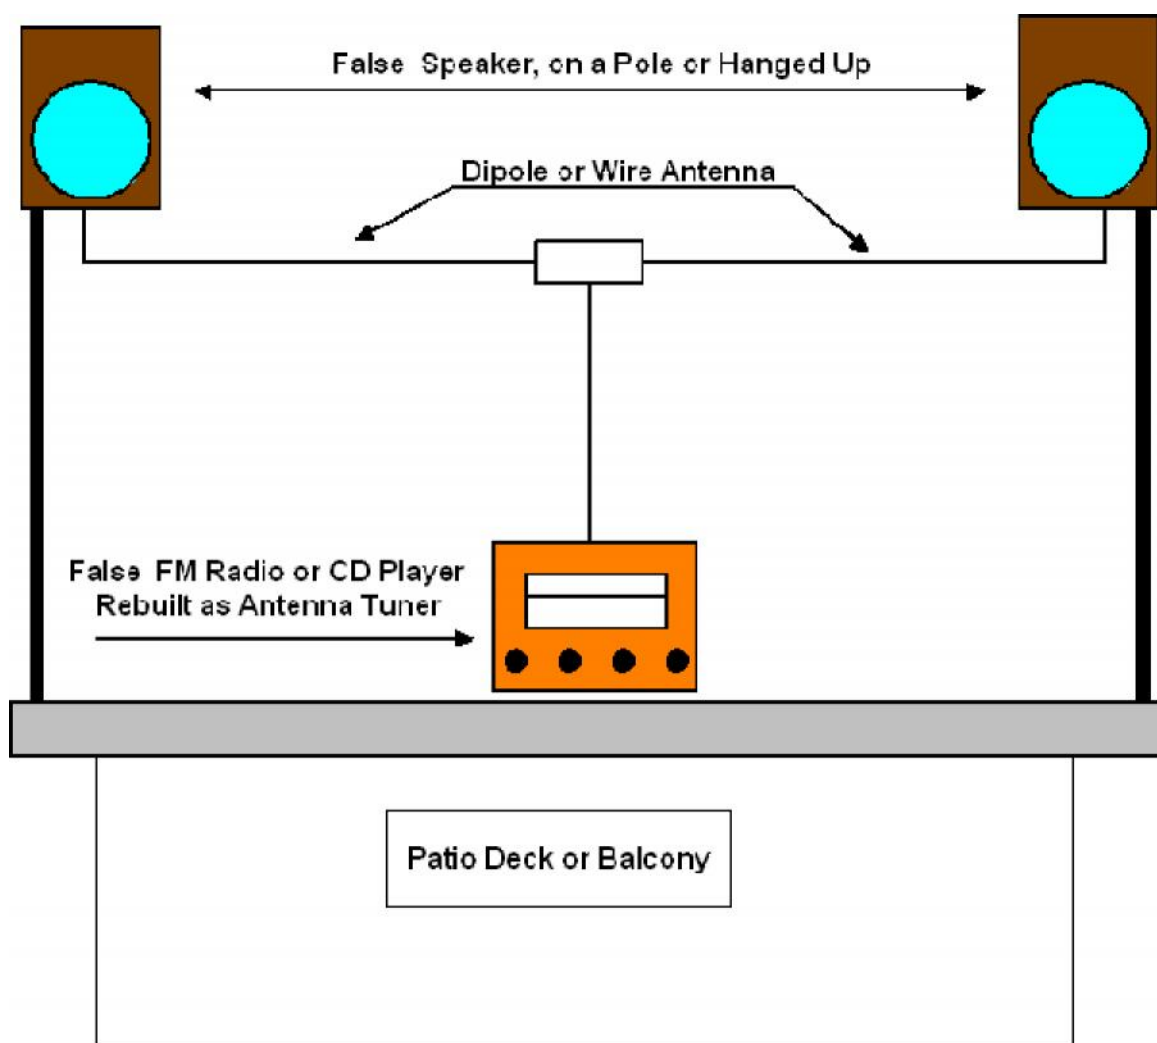 False Speaker, on a Pole or Hanged Up
Dipole or Wire Antenna
False FM Radio or CD Player
Rebuilt as Antenna Tuner
Patio Deck or Balcony